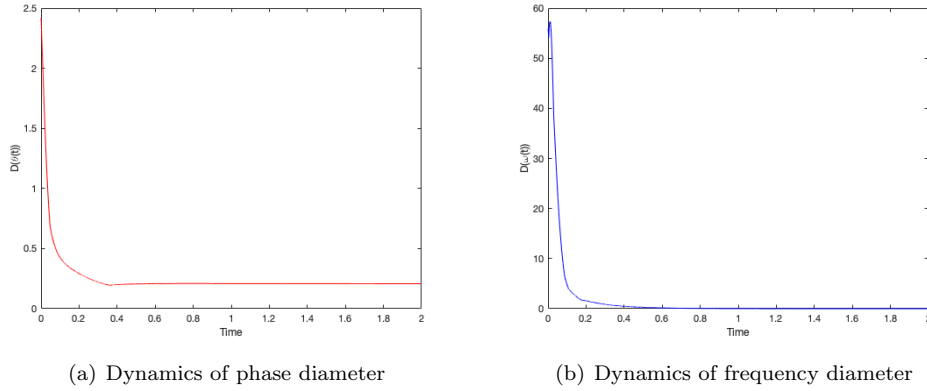 2.5
2
1.5
1
0.5
0
D(θ(t))
0 0.2 0.4 0.6 0.8 1 1.2 1.4 1.6 1.8 2
Time
60
50
40
30
20
10
0
D(ω(t))
0 0.2 0.4 0.6 0.8 1 1.2 1.4 1.6 1.8 2
Time
(a) Dynamics of phase diameter
(b) Dynamics of frequency diameter